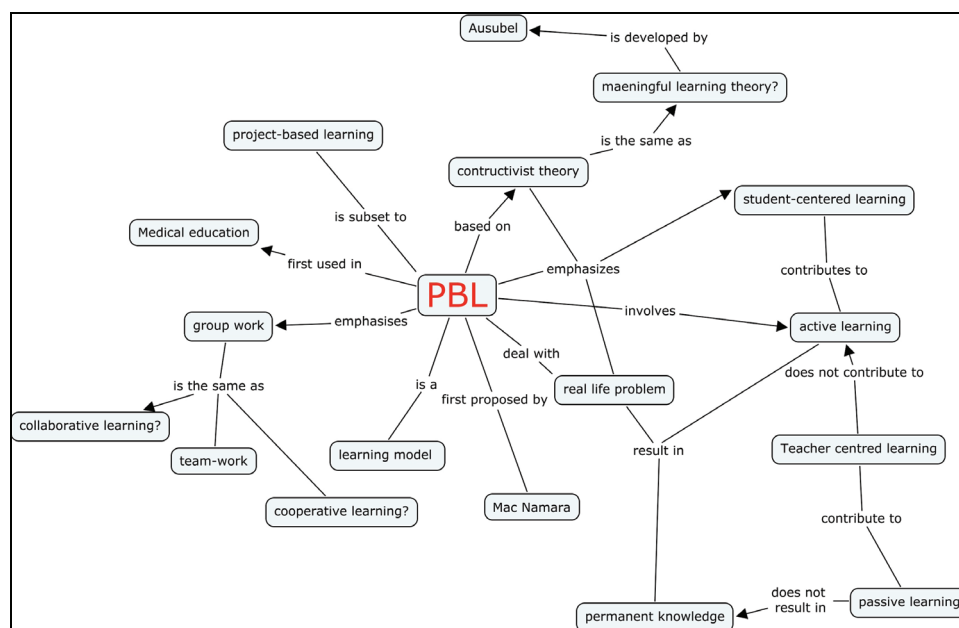 Ausubel
is developed by
maeningful learning theory?
project-based learning
is the same as
contructivist theory
student-centered learning
is subset to
Medical education
based on
first used in
emphasizes
contributes to
PBL
group work
emphasises
involves
active learning
deal with
does not contribute to
is the same as
is a
real life problem
first proposed by
collaborative learning?
team-work
learning model
result in
Teacher centred learning
cooperative learning?
Mac Namara
contribute to
does not
result in
permanent knowledge
passive learning